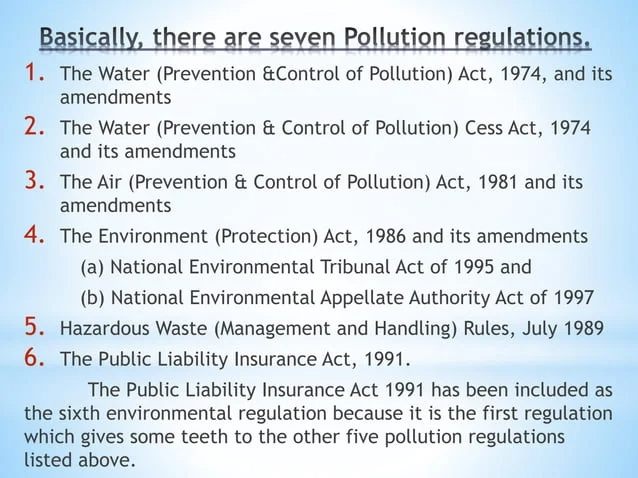 Basically, there are seven Pollution regulations.
1. The Water (Prevention &Control of Pollution) Act, 1974, and its
amendments
2. The Water (Prevention & Control of Pollution) Cess Act, 1974
and its amendments
3. The Air (Prevention & Control of Pollution) Act, 1981 and its
amendments
4. The Environment (Protection) Act, 1986 and its amendments
(a) National Environmental Tribunal Act of 1995 and
(b) National Environmental Appellate Authority Act of 1997
5. Hazardous Waste (Management and Handling) Rules, July 1989
6. The Public Liability Insurance Act, 1991.
The Public Liability Insurance Act 1991 has been included as
the sixth environmental regulation because it is the first regulation
which gives some teeth to the other five pollution regulations
listed above.